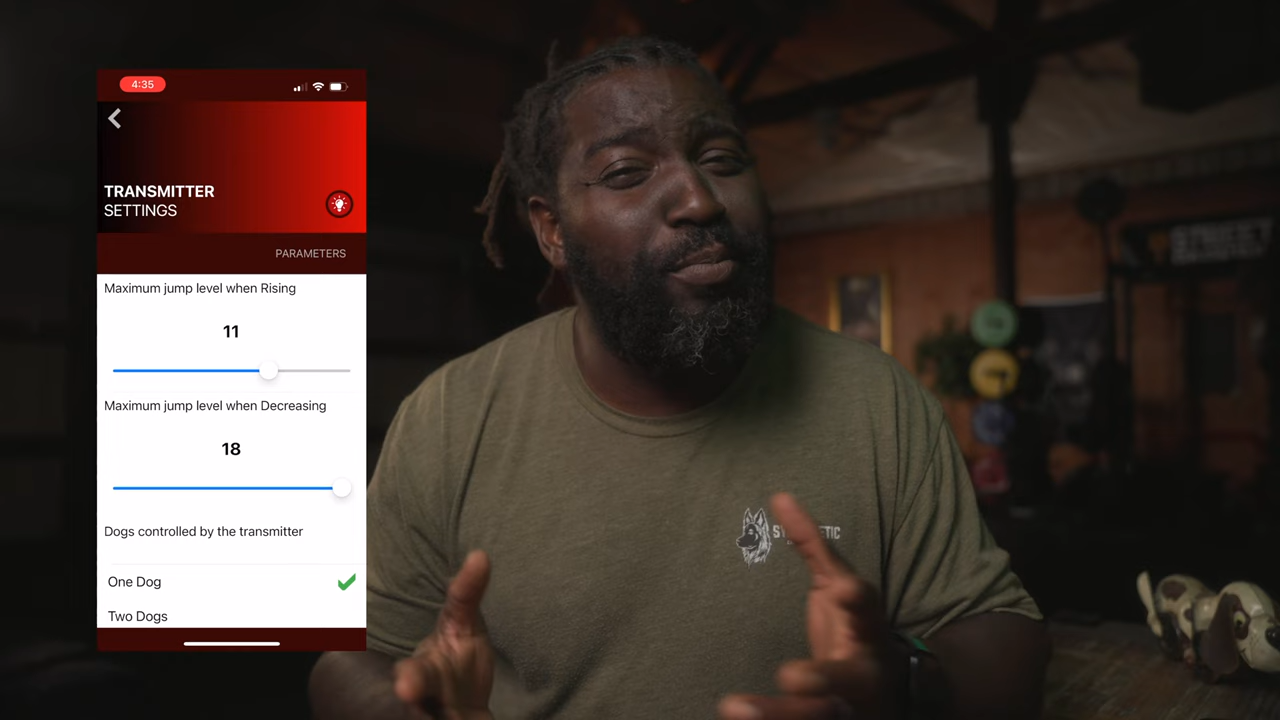 4:35
TRANSMITTER
SETTINGS
PARAMETERS
Maximum jump level when Rising
11
Maximum jump level when Decreasing
18
Dogs controlled by the transmitter
One Dog
Two Dogs
STREET